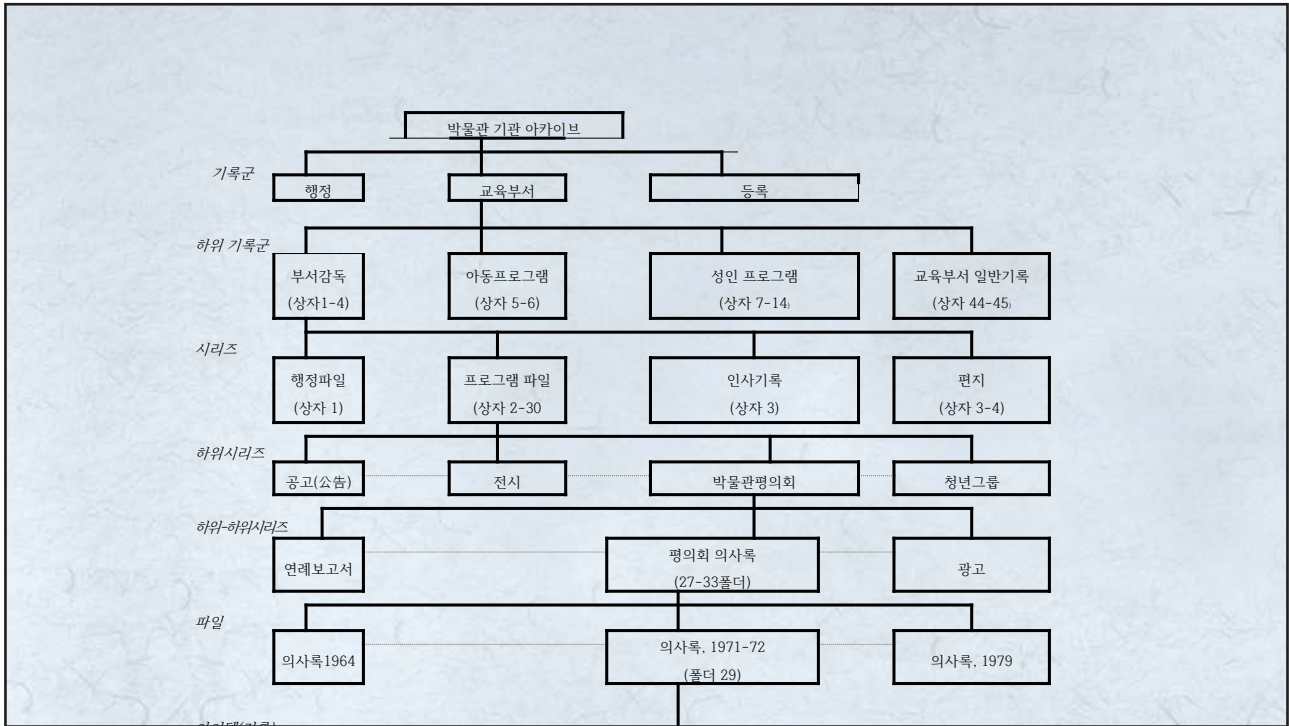 박물관 기관 아카이브
기록군
행정
교육부서
등록
하위 기록군
부서감독
(상자1-4)
아동프로그램
(상자 5-6)
성인 프로그램
(상자 7-14)
교육부서 일반기록
(상자 44-45)
시리즈
행정파일
(상자 1)
프로그램 파일
(상자 2-30
인사기록
(상자 3)
편지
(상자 3-4)
하위시리즈
공고(公告)
전시
박물관평의회
청년그룹
하위-하위시리즈
연례보고서
평의회 의사록
(27-33폴더)
광고
파일
의사록1964
의사록, 1971-72
(폴더 29)
의사록, 1979